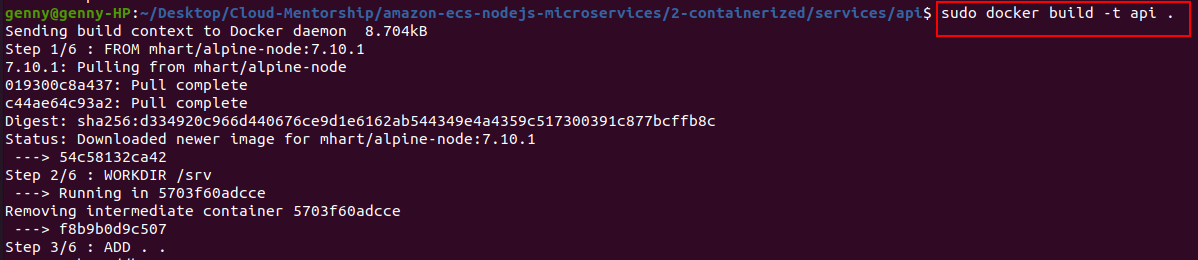 genny@genny-HP:~/Desktop/Cloud-Mentorship/amazon-ecs-nodejs-microservices/2-containerized/services/api$ sudo docker build -t api .
Sending build context to Docker daemon  8.704kB
Step 1/6 : FROM mhart/alpine-node:7.10.1
7.10.1: Pulling from mhart/alpine-node
019300c8a437: Pull complete
c44ae64c93a2: Pull complete
Digest: sha256:d334920c966d440676ce9d1e6162ab544349e4a4359c517300391c877bcffb8c
Status: Downloaded newer image for mhart/alpine-node:7.10.1
 ---> 54c58132ca42
Step 2/6 : WORKDIR /srv
 ---> Running in 5703f60adcce
Removing intermediate container 5703f60adcce
 ---> f8b9b0d9c507
Step 3/6 : ADD . .